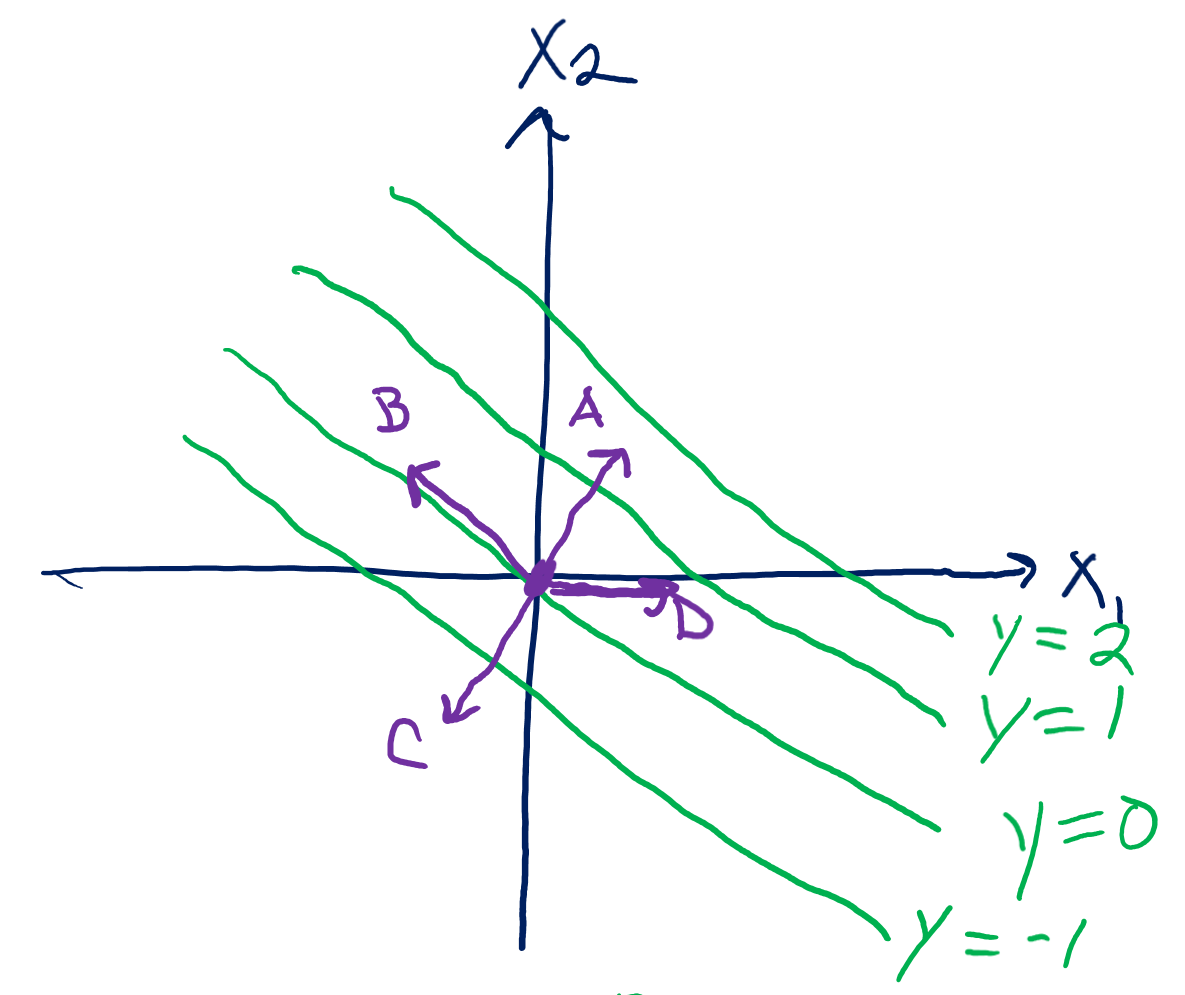 X2
B
A
X1
D
y = 2
y = 1
C
y = 0
y = -1